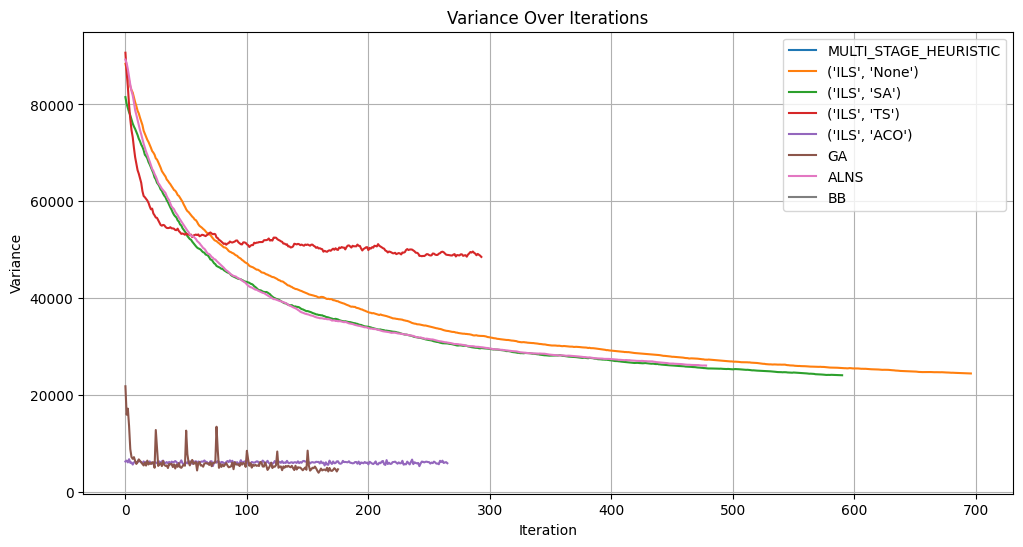 Variance Over Iterations
MULTI_STAGE_HEURISTIC
('ILS', 'None')
('ILS', 'SA')
('ILS', 'TS')
('ILS', 'ACO')
GA
ALNS
BB
Variance
80000
60000
40000
20000
0
0 100 200 300 400 500 600 700
Iteration